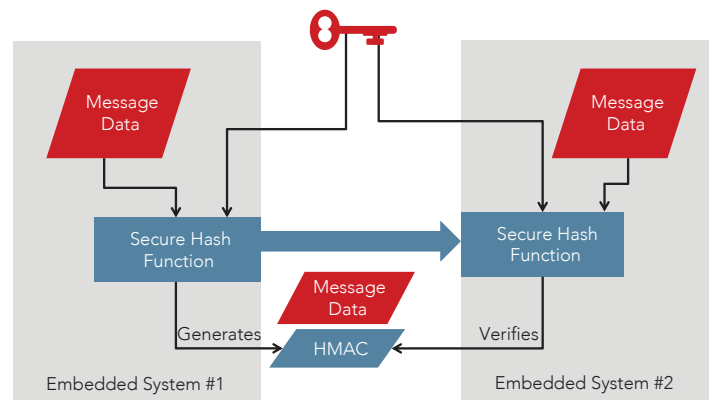 Message
Data
Message
Data
Secure Hash
Function
Secure Hash
Function
Message
Data
Generates
HMAC
Verifies
Embedded System #1
Embedded System #2